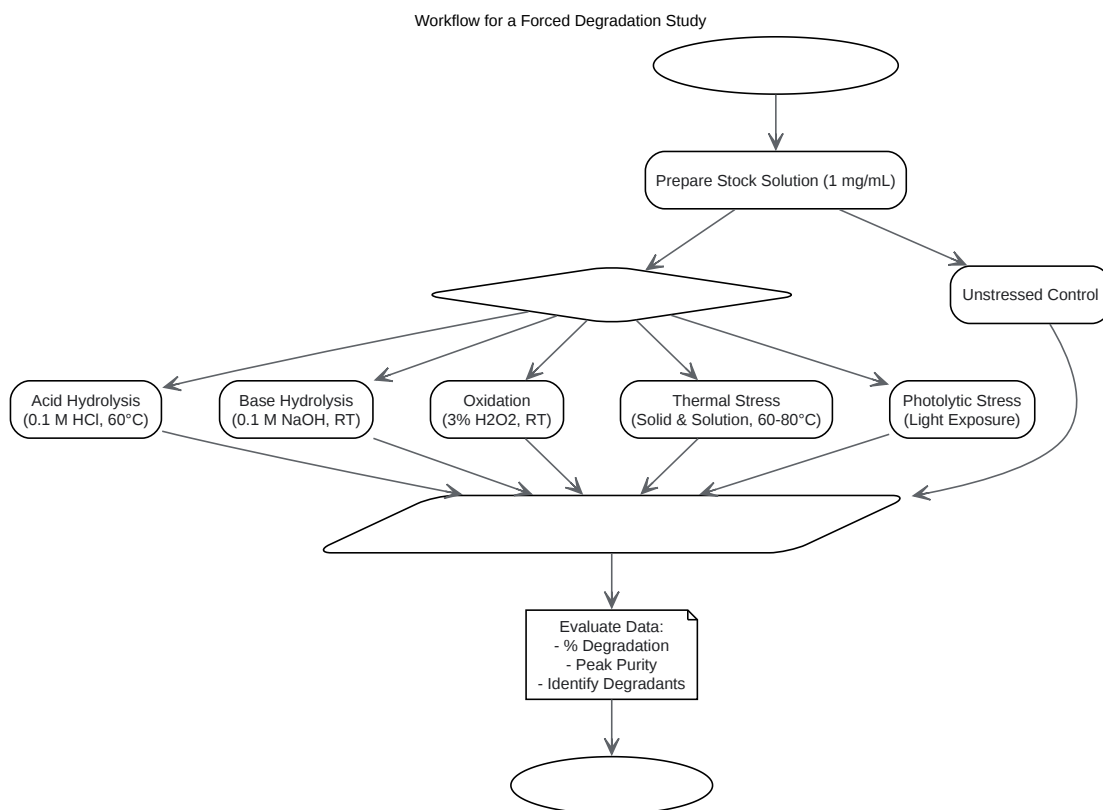 Workflow for a Forced Degradation Study
Prepare Stock Solution (1 mg/mL)
Unstressed Control
Acid Hydrolysis
(0.1 M HCl, 60°C)
Base Hydrolysis
(0.1 M NaOH, RT)
Oxidation
(3% H2O2, RT)
Thermal Stress
(Solid & Solution, 60-80°C)
Photolytic Stress
(Light Exposure)
Evaluate Data:
- % Degradation
- Peak Purity
- Identify Degradants